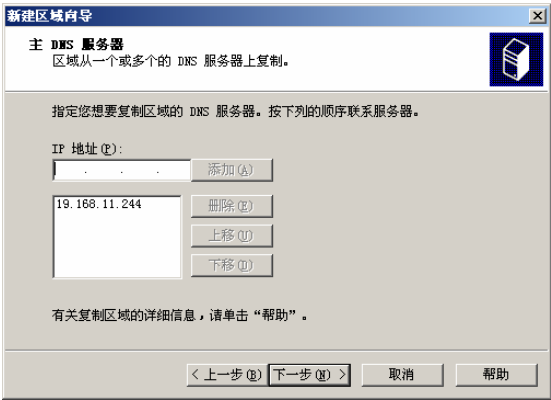 新建区域向导
主 DNS 服务器
区域从一个或多个的 DNS 服务器上复制。
指定您想要复制区域的 DNS 服务器。按下列的顺序联系服务器。
IP 地址(P):
. . .
添加(A)
19.168.11.244
删除(E)
上移(U)
下移(D)
有关复制区域的详细信息，请单击“帮助”。
< 上一步(B) 下一步(N) > 取消 帮助